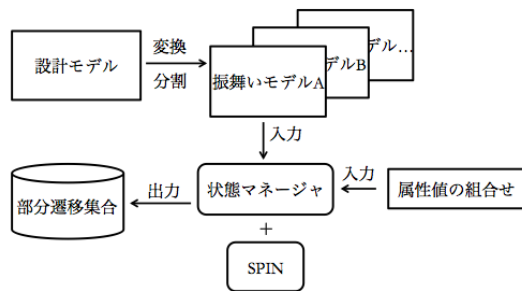 設計モデル
変換
分割
デル…
デルB
振舞いモデルA
入力
部分遷移集合
出力
状態マネージャ
入力
属性値の組合せ
+
SPIN